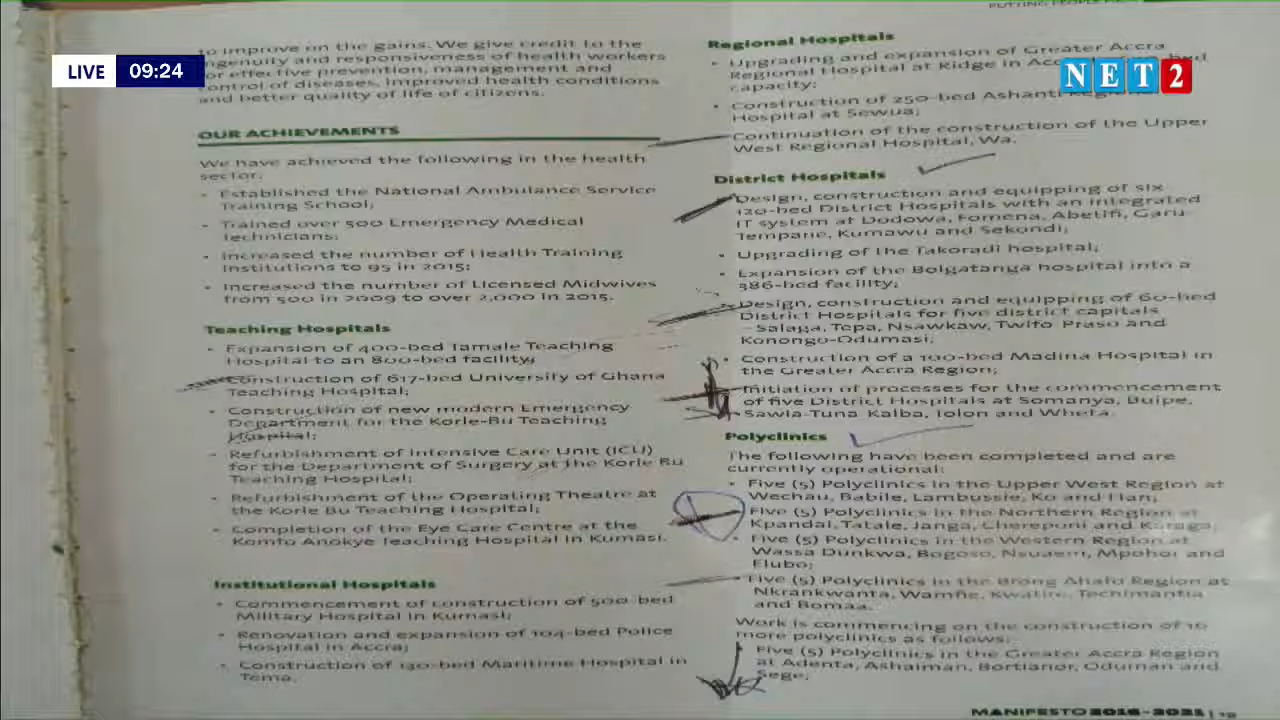 PUTTING PEOPLE
LIVE 09:24
NET2
to improve on the gains. We give credit to the
ingenuity and responsiveness of health workers
for effective prevention, management and
control of diseases, improved health conditions
and better quality of life of citizens.
OUR ACHIEVEMENTS
We have achieved the following in the health
sector:
• Established the National Ambulance Service
Training School;
• Trained over 500 Emergency Medical
Technicians;
• Increased the number of Health Training
Institutions to 95 in 2015;
• Increased the number of Licensed Midwives
from 500 in 2009 to over 2,000 in 2015.
Teaching Hospitals
• Expansion of 400-bed Tamale Teaching
Hospital to an 800-bed facility;
Construction of 617-bed University of Ghana
Teaching Hospital;
• Construction of new modern Emergency
Department for the Korle-Bu Teaching
Hospital;
• Refurbishment of Intensive Care Unit (ICU)
for the Department of Surgery at the Korle Bu
Teaching Hospital;
• Refurbishment of the Operating Theatre at
the Korle Bu Teaching Hospital;
• Completion of the Eye Care Centre at the
Komfo Anokye Teaching Hospital in Kumasi.
Institutional Hospitals
• Commencement of construction of 500-bed
Military Hospital in Kumasi;
• Renovation and expansion of 104-bed Police
Hospital in Accra;
• Construction of 130-bed Maritime Hospital in
Tema.
Regional Hospitals
• Upgrading and expansion of Greater Accra
Regional Hospital at Ridge in
capacity;
• Construction of 250-bed Ashanti
Hospital at Sewua;
Continuation of the construction of the Upper
West Regional Hospital, Wa.
District Hospitals
Design, construction and equipping of six
120-bed District Hospitals with an integrated
IT system at Dodowa, Fomena, Abetifi, Garu-
Tempane, Kumawu and Sekondi;
• Upgrading of the Takoradi hospital;
• Expansion of the Bolgatanga hospital into a
386-bed facility;
Design, construction and equipping of 60-bed
District Hospitals for five district capitals
– Salaga, Tepa, Nsawkaw, Twifo Praso and
Konongo-Odumasi;
• Construction of a 100-bed Madina Hospital in
the Greater Accra Region;
Initiation of processes for the commencement
of five District Hospitals at Somanya, Buipe,
Sawla-Tuna Kalba, Tolon and Wheta.
Polyclinics
The following have been completed and are
currently operational:
• Five (5) Polyclinics in the Upper West Region at
Wechau, Babile, Lambussie, Ko and Han;
Five (5) Polyclinics in the Northern Region at
Kpandai, Tatale, Janga, Chereponi and Karaga;
• Five (5) Polyclinics in the Western Region at
Wassa Dunkwa, Bogoso, Nsuaem, Mpohor and
Elubo;
• Five (5) Polyclinics in the Brong Ahafo Region at
Nkrankwanta, Wamfie, Kwatire, Techimantia
and Bomaa.
Work is commencing on the construction of 10
more polyclinics as follows:
Five (5) Polyclinics in the Greater Accra Region
at Adenta, Ashaiman, Bortianor, Oduman and
Sege;
MANIFESTO 2016-2021 |